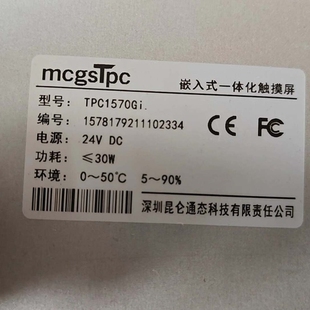 mcgsTpc 嵌入式一体化触摸屏
型号: TPC1570Gi.
编号: 1578179211102334
电源: 24V DC
CE FC
功耗: ≤30W
环境: 0～50℃ 5～90%
深圳昆仑通态科技有限责任公司